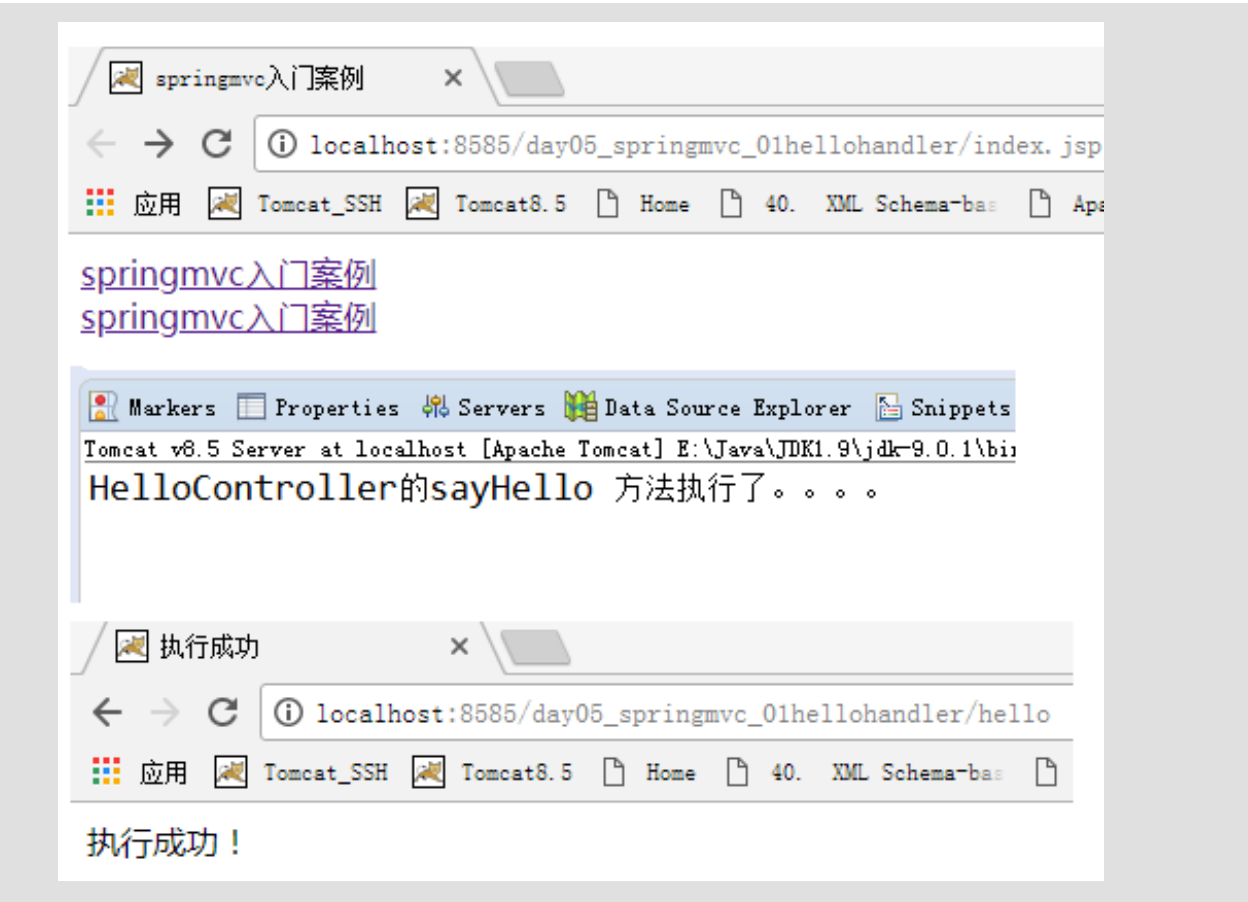 springmvc入门案例
localhost:8585/day05_springmvc_01hellohandler/index.jsp
应用 Tomcat_SSH Tomcat8.5 Home 40. XML Schema-bas Apa
springmvc入门案例
springmvc入门案例
Markers Properties Servers Data Source Explorer Snippets
Tomcat v8.5 Server at localhost [Apache Tomcat] E:\Java\JDK1.9\jdk-9.0.1\bin
HelloController的sayHello 方法执行了。。。。
执行成功
localhost:8585/day05_springmvc_01hellohandler/hello
应用 Tomcat_SSH Tomcat8.5 Home 40. XML Schema-bas
执行成功！